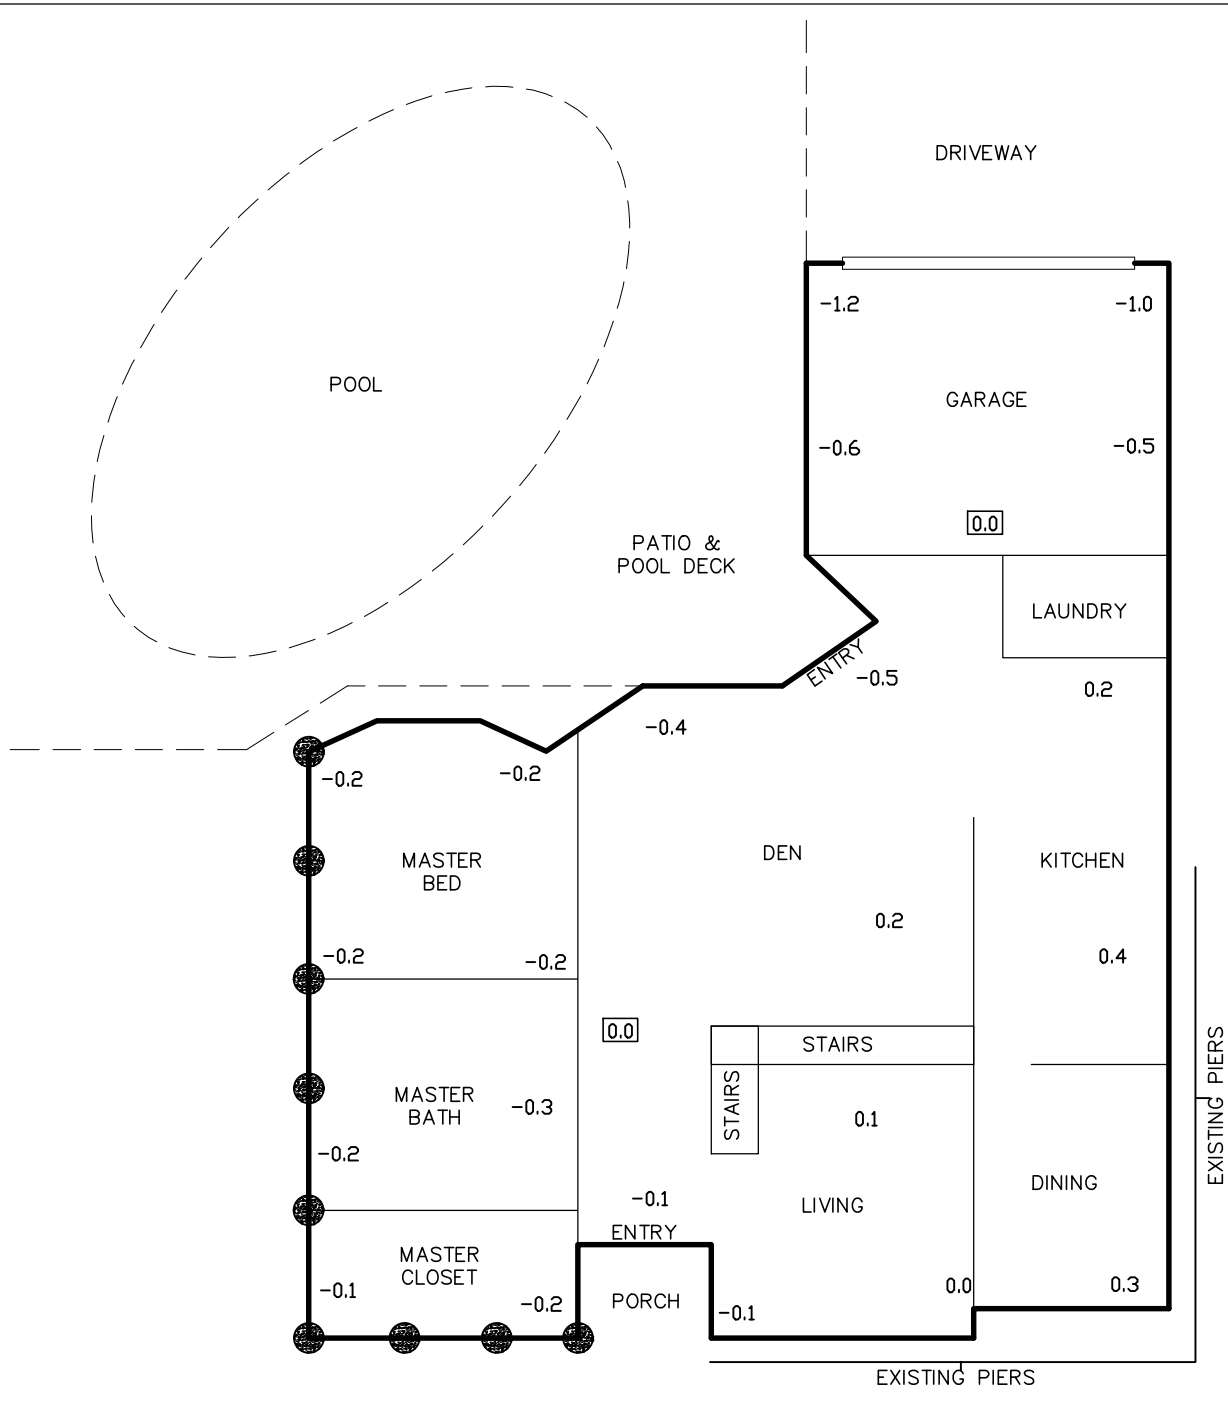 DRIVEWAY
-1.2
-1.0
POOL
GARAGE
-0.6
-0.5
0.0
PATIO &
POOL DECK
LAUNDRY
ENTRY
-0.5
0.2
-0.4
-0.2
-0.2
MASTER
BED
DEN
KITCHEN
0.2
-0.2
-0.2
0.4
0.0
STAIRS
STAIRS
MASTER
BATH
-0.3
0.1
EXISTING PIERS
-0.2
-0.1
LIVING
DINING
ENTRY
MASTER
CLOSET
-0.1
-0.2
PORCH
-0.1
0.0
0.3
EXISTING PIERS